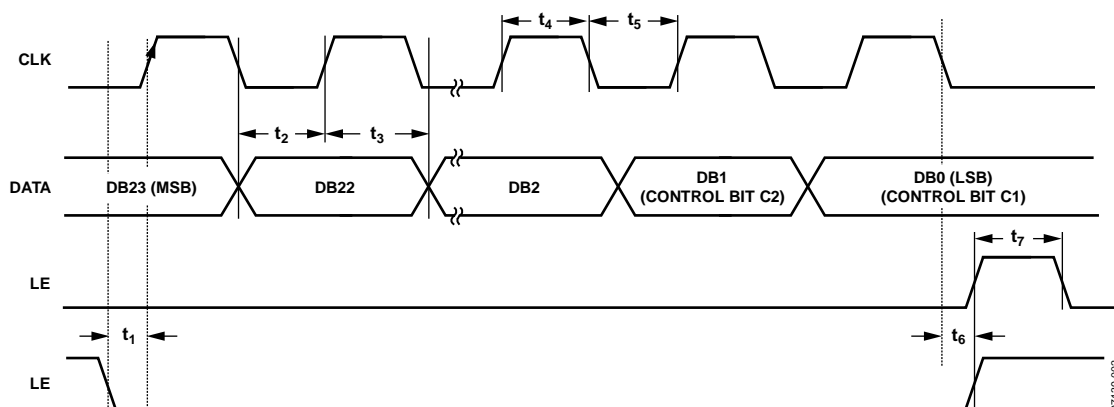 t4 t5
CLK
t2 t3
DATA DB23 (MSB) DB22 DB2 DB1 DB0 (LSB)
(CONTROL BIT C2) (CONTROL BIT C1)
t7
LE
t1 t6
LE